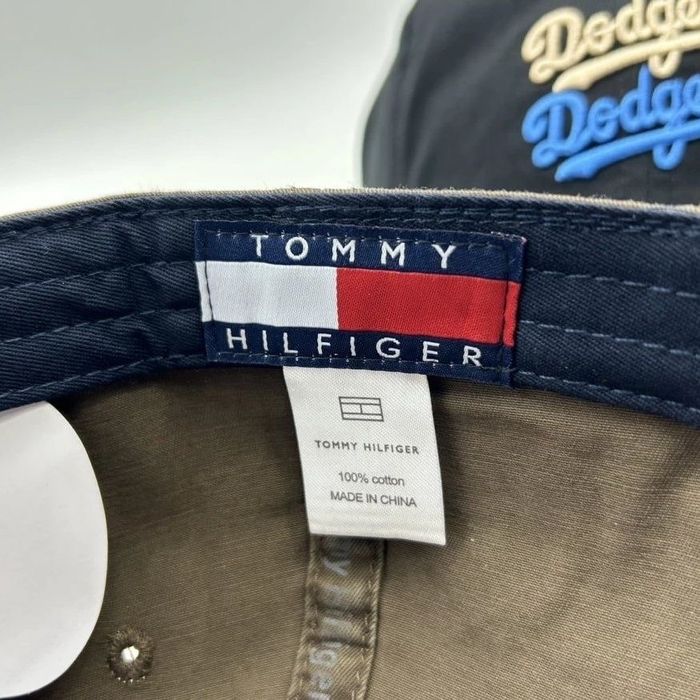 Dodge
Dodge
TOMMY
HILFIGER
TOMMY HILFIGER
100% cotton
MADE IN CHINA